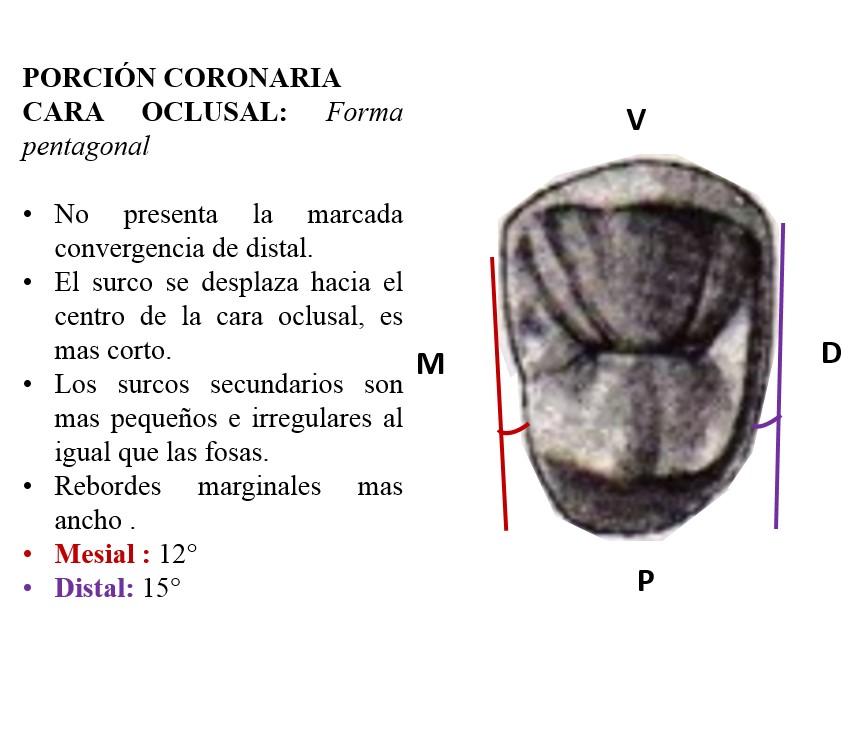 PORCIÓN CORONARIA
CARA OCLUSAL: Forma
pentagonal
• No presenta la marcada
convergencia de distal.
• El surco se desplaza hacia el
centro de la cara oclusal, es
mas corto.
• Los surcos secundarios son
mas pequeños e irregulares al
igual que las fosas.
• Rebordes marginales mas
ancho .
• Mesial : 12°
• Distal: 15°
V
M
D
P